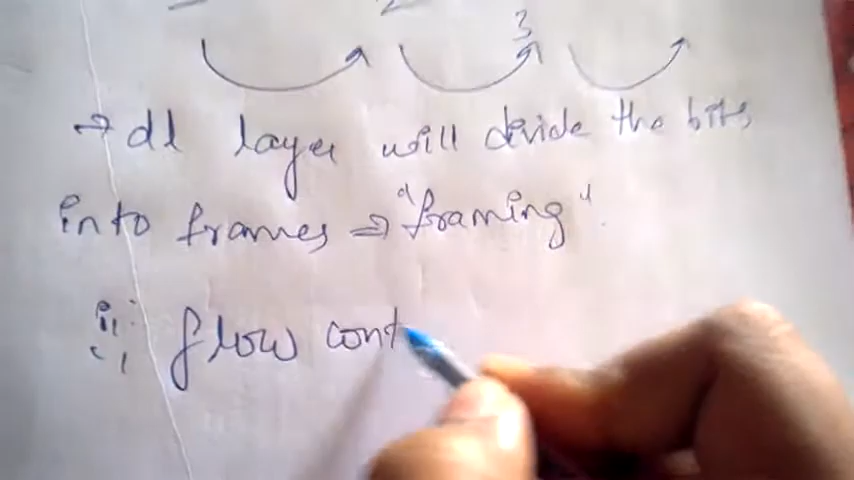 3
→ dl layer will divide the bits
into frames → "framing".
ii. flow cont